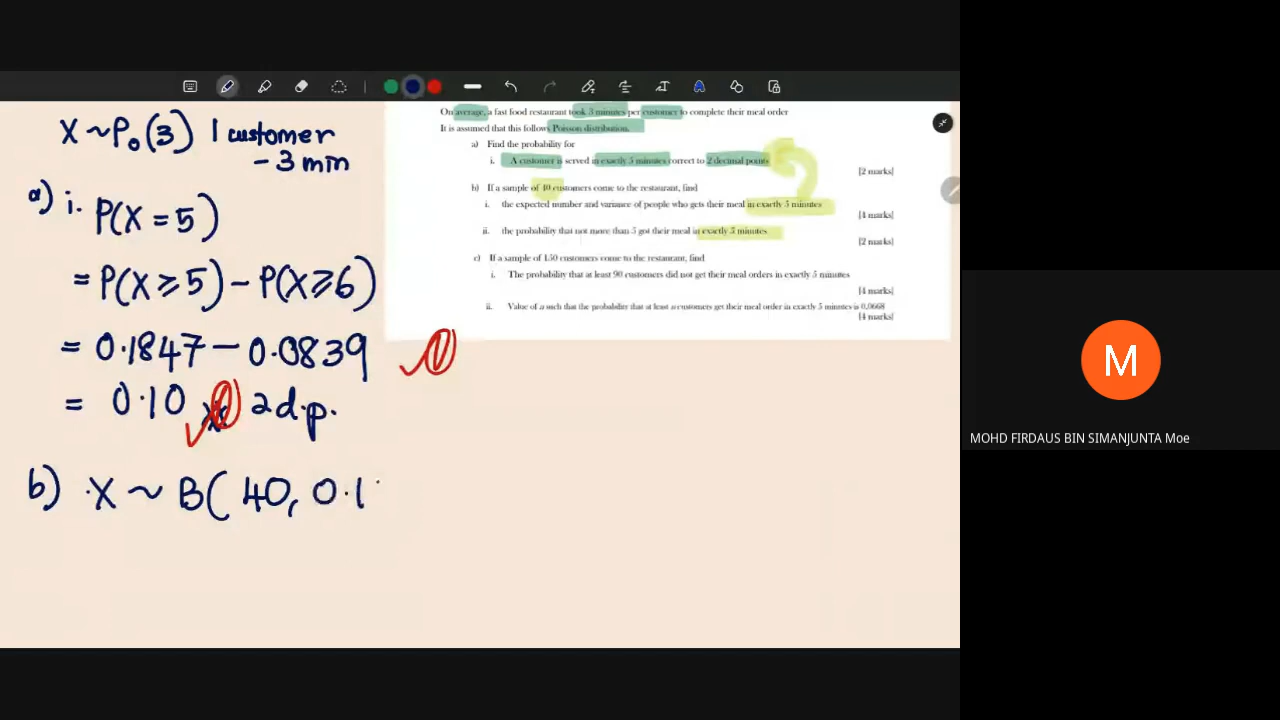 X ~ Po(3) 1 customer
- 3 min
a) i. P(X = 5)
= P(X ≥ 5) - P(X ≥ 6)
= 0.1847 - 0.0839 ✓ 1
= 0.10 ✓ 1 2 d.p.
b) X ~ B( 40, 0.1
On average, a fast food restaurant took 3 minutes per customer to complete their meal order
It is assumed that this follows Poisson distribution.
a) Find the probability for
i. A customer is served in exactly 5 minutes correct to 2 decimal points
[2 marks]
b) If a sample of 40 customers come to the restaurant, find
i. the expected number and variance of people who gets their meal in exactly 5 minutes
[4 marks]
ii. the probability that not more than 5 got their meal in exactly 5 minutes
[2 marks]
c) If a sample of 150 customers come to the restaurant, find
i. The probability that at least 90 customers did not get their meal orders in exactly 5 minutes
[4 marks]
ii. Value of a such that the probability that at least a customers get their meal order in exactly 5 minutes is 0.0668
[4 marks]
M
MOHD FIRDAUS BIN SIMANJUNTA Moe